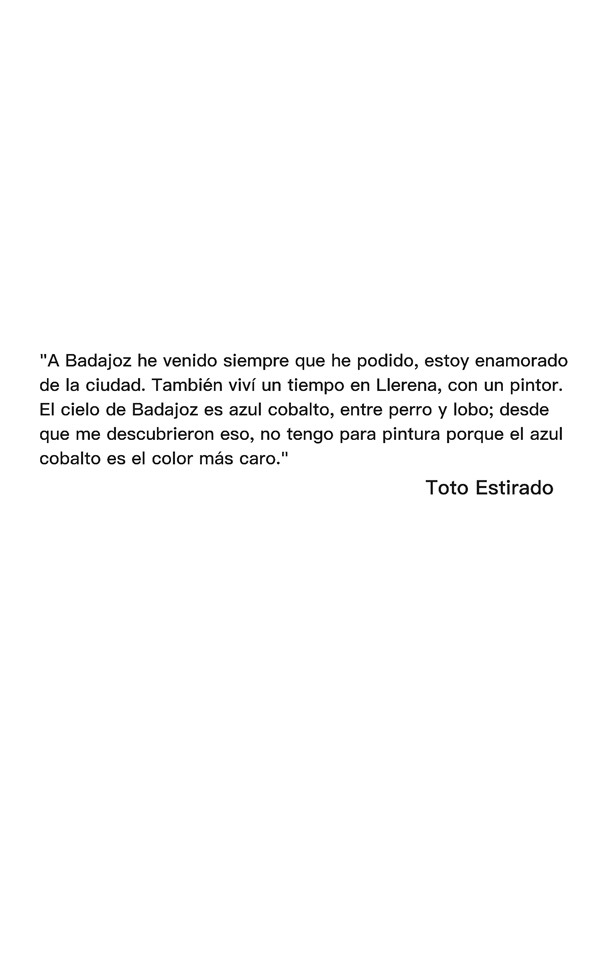 "A Badajoz he venido siempre que he podido, estoy enamorado
de la ciudad. También viví un tiempo en Llerena, con un pintor.
El cielo de Badajoz es azul cobalto, entre perro y lobo; desde
que me descubrieron eso, no tengo para pintura porque el azul
cobalto es el color más caro."
Toto Estirado